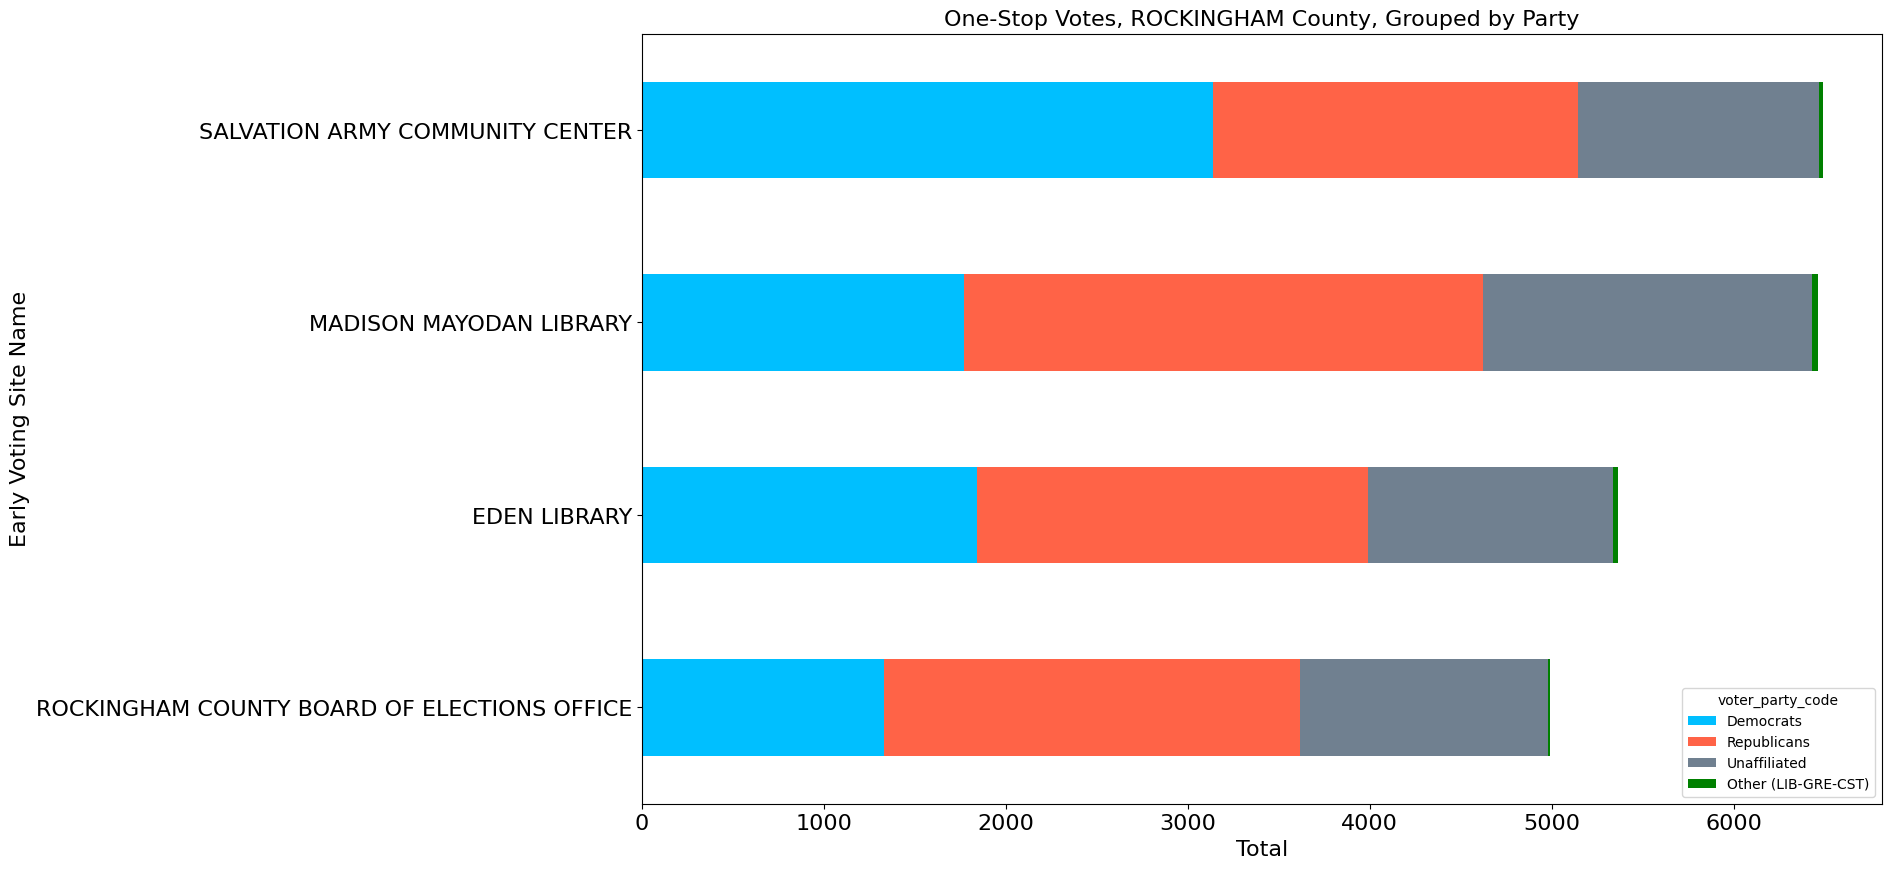 One-Stop Votes, ROCKINGHAM County, Grouped by Party
Early Voting Site Name
SALVATION ARMY COMMUNITY CENTER
MADISON MAYODAN LIBRARY
EDEN LIBRARY
ROCKINGHAM COUNTY BOARD OF ELECTIONS OFFICE
voter_party_code
Democrats
Republicans
Unaffiliated
Other (LIB-GRE-CST)
0 1000 2000 3000 4000 5000 6000
Total